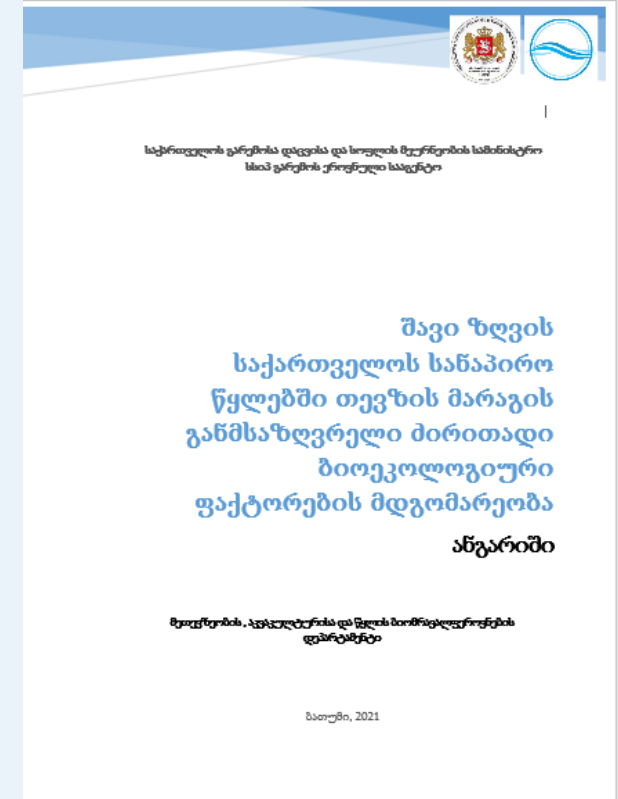 საქართველოს გარემოსა დაცვისა და სოფლის მეურნეობის სამინისტრო
სსიპ გარემოს ეროვნული სააგენტო
შავი ზღვის
საქართველოს სანაპირო
წყლებში თევზის მარაგის
განმსაზღვრელი ძირითადი
ბიოეკოლოგიური
ფაქტორების მდგომარეობა
ანგარიში
მეთევზეობის , აკვაკულტურისა და წყლის ბიომრავალფეროვნების
დეპარტამენტი
ბათუმი, 2021